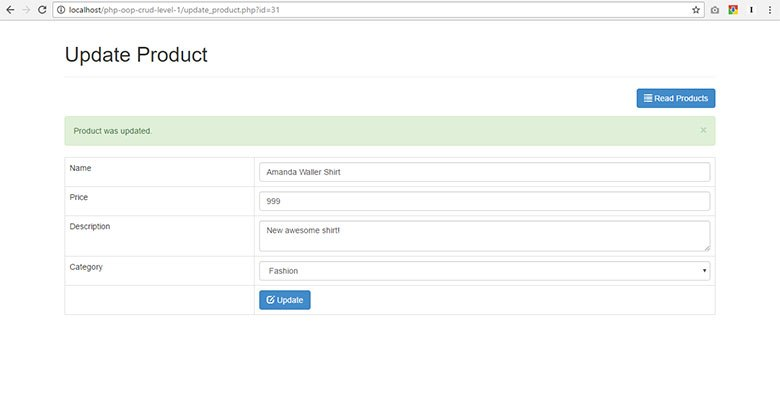 localhost/php-oop-crud-level-1/update_product.php?id=31
Update Product
Read Products
Product was updated. ×
Name Amanda Waller Shirt
Price 999
Description New awesome shirt!
Category Fashion
Update